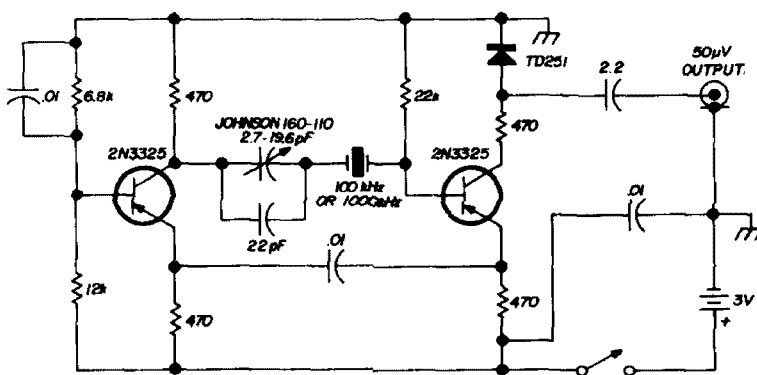 .01
6.8k
470
22k
TD251
2.2
50µV
OUTPUT
470
JOHNSON 160-110
2.7-19.6pF
2N3325
100 kHz
OR 1000kHz
2N3325
.01
22pF
.01
12k
470
470
3V
+